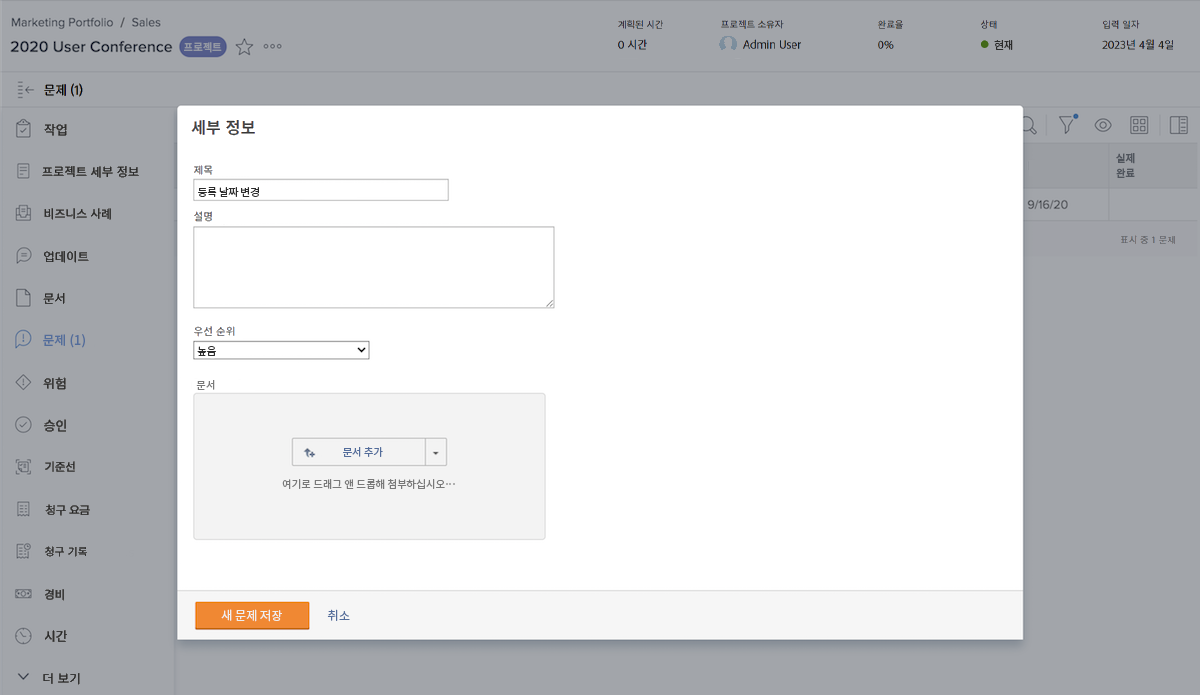 Marketing Portfolio / Sales
2020 User Conference 프로젝트
계획된 시간
0 시간
프로젝트 소유자
Admin User
완료율
0%
상태
현재
입력 일자
2023년 4월 4일
문제 (1)
작업
프로젝트 세부 정보
비즈니스 사례
업데이트
문서
문제 (1)
위험
승인
기준선
청구 요금
청구 기록
경비
시간
더 보기
세부 정보
제목
등록 날짜 변경
설명
우선 순위
높음
문서
문서 추가
여기로 드래그 앤 드롭해 첨부하십시오...
새 문제 저장
취소
실제
완료
9/16/20
표시 중 1 문제